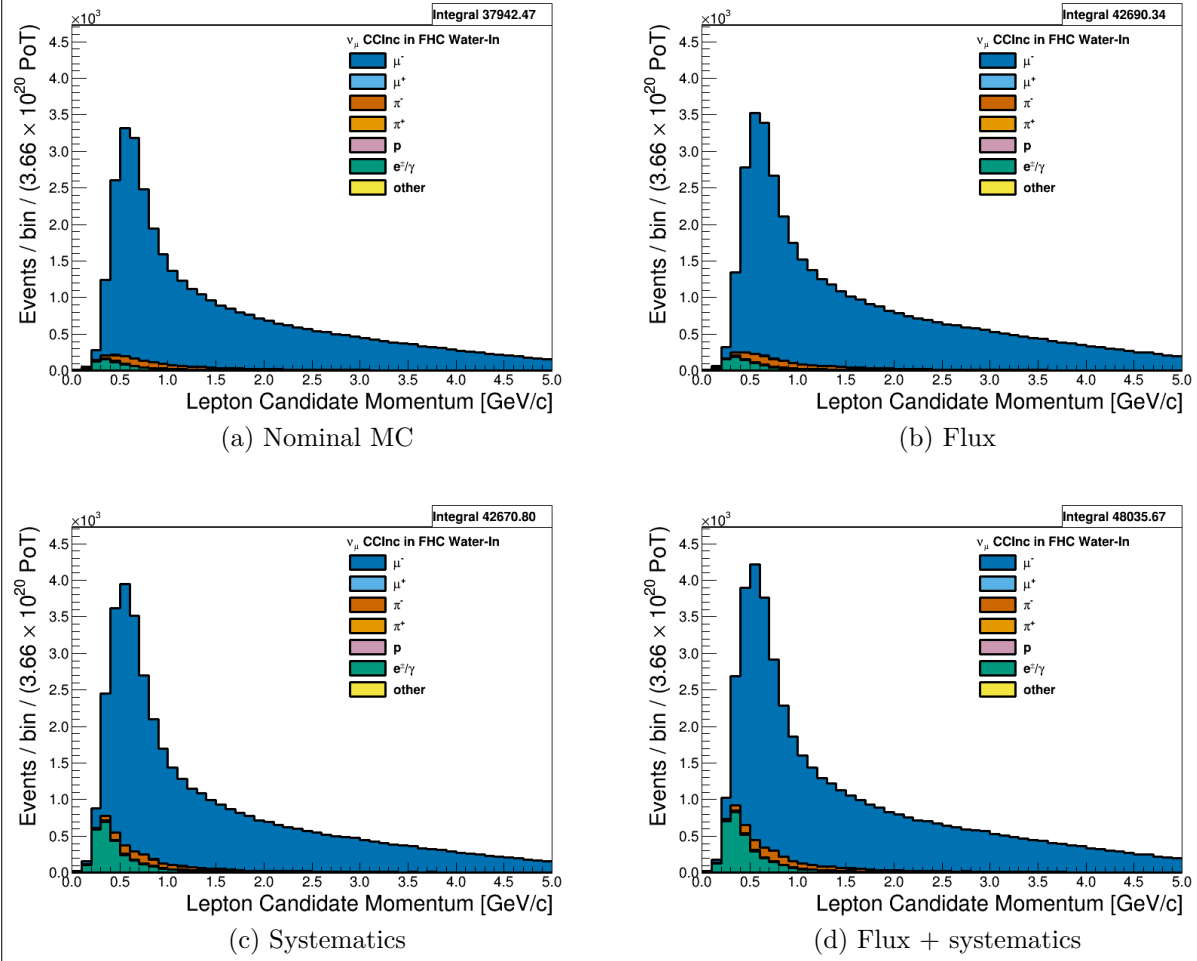 ×10³
Integral 37942.47
Events / bin / (3.66 × 10²⁰ PoT)
4.5
4.0
3.5
3.0
2.5
2.0
1.5
1.0
0.5
0.0
νμ CCInc in FHC Water-In
μ⁻
μ⁺
π⁻
π⁺
p
e±/γ
other
0.0 0.5 1.0 1.5 2.0 2.5 3.0 3.5 4.0 4.5 5.0
Lepton Candidate Momentum [GeV/c]
(a) Nominal MC
×10³
Integral 42690.34
Events / bin / (3.66 × 10²⁰ PoT)
4.5
4.0
3.5
3.0
2.5
2.0
1.5
1.0
0.5
0.0
νμ CCInc in FHC Water-In
μ⁻
μ⁺
π⁻
π⁺
p
e±/γ
other
0.0 0.5 1.0 1.5 2.0 2.5 3.0 3.5 4.0 4.5 5.0
Lepton Candidate Momentum [GeV/c]
(b) Flux
×10³
Integral 42670.80
Events / bin / (3.66 × 10²⁰ PoT)
4.5
4.0
3.5
3.0
2.5
2.0
1.5
1.0
0.5
0.0
νμ CCInc in FHC Water-In
μ⁻
μ⁺
π⁻
π⁺
p
e±/γ
other
0.0 0.5 1.0 1.5 2.0 2.5 3.0 3.5 4.0 4.5 5.0
Lepton Candidate Momentum [GeV/c]
(c) Systematics
×10³
Integral 48035.67
Events / bin / (3.66 × 10²⁰ PoT)
4.5
4.0
3.5
3.0
2.5
2.0
1.5
1.0
0.5
0.0
νμ CCInc in FHC Water-In
μ⁻
μ⁺
π⁻
π⁺
p
e±/γ
other
0.0 0.5 1.0 1.5 2.0 2.5 3.0 3.5 4.0 4.5 5.0
Lepton Candidate Momentum [GeV/c]
(d) Flux + systematics